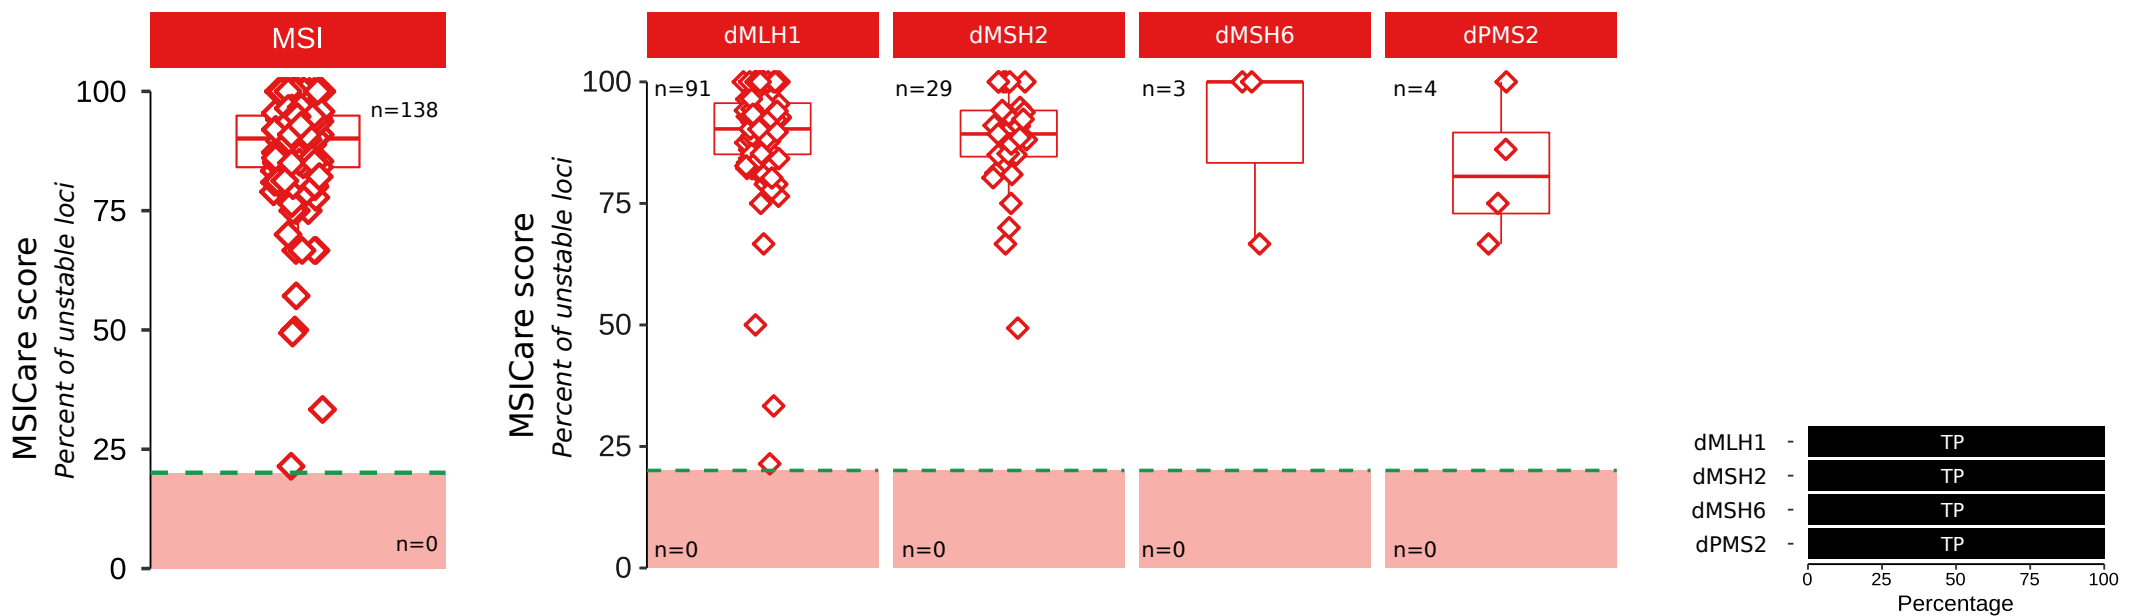 MSI
MSICare score
Percent of unstable loci
100
75
50
25
0
n=138
n=0
dMLH1
dMSH2
dMSH6
dPMS2
MSICare score
Percent of unstable loci
100
75
50
25
0
n=91
n=29
n=3
n=4
n=0
n=0
n=0
n=0
dMLH1 - TP
dMSH2 - TP
dMSH6 - TP
dPMS2 - TP
0 25 50 75 100
Percentage